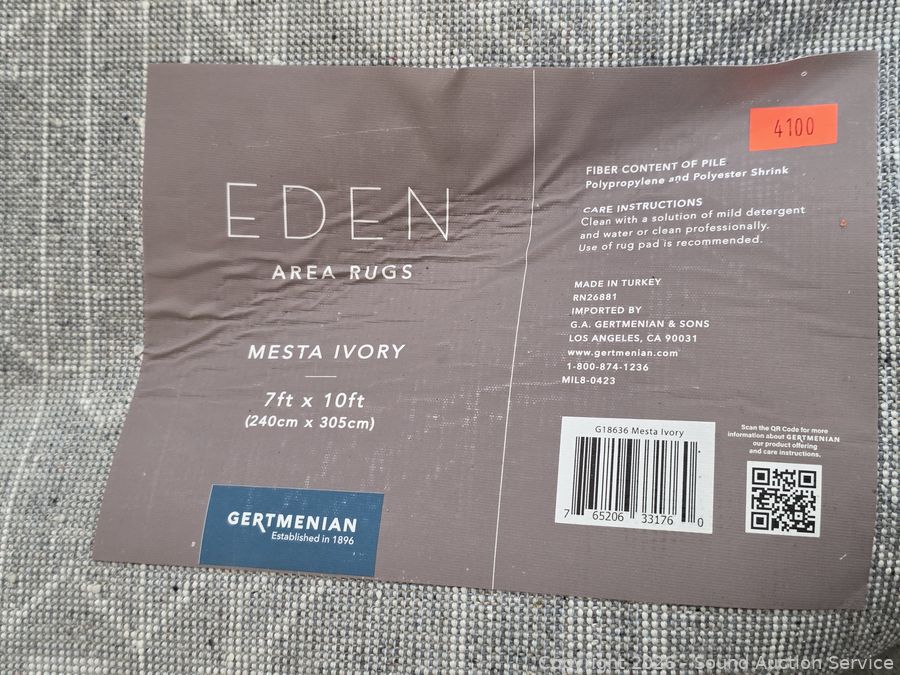 EDEN
AREA RUGS
MESTA IVORY
7ft x 10ft
(240cm x 305cm)
GERTMENIAN
Established in 1896
4100
FIBER CONTENT OF PILE
Polypropylene and Polyester Shrink
CARE INSTRUCTIONS
Clean with a solution of mild detergent
and water or clean professionally.
Use of rug pad is recommended.
MADE IN TURKEY
RN26881
IMPORTED BY
G.A. GERTMENIAN & SONS
LOS ANGELES, CA 90031
www.gertmenian.com
1-800-874-1236
MIL8-0423
G18636 Mesta Ivory
7 65206 33176 0
Scan the QR Code for more
information about GERTMENIAN
our product offering
and care instructions.
Copyright 2026 - Sound Auction Service